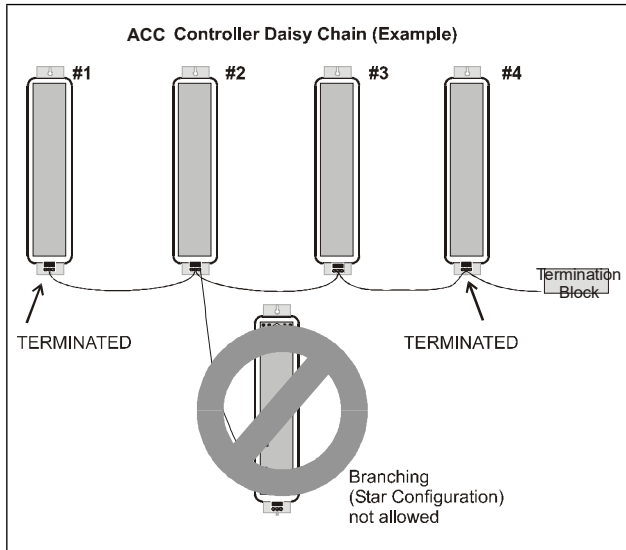 ACC Controller Daisy Chain (Example)
#1
#2
#3
#4
Termination
Block
TERMINATED
TERMINATED
Branching
(Star Configuration)
not allowed